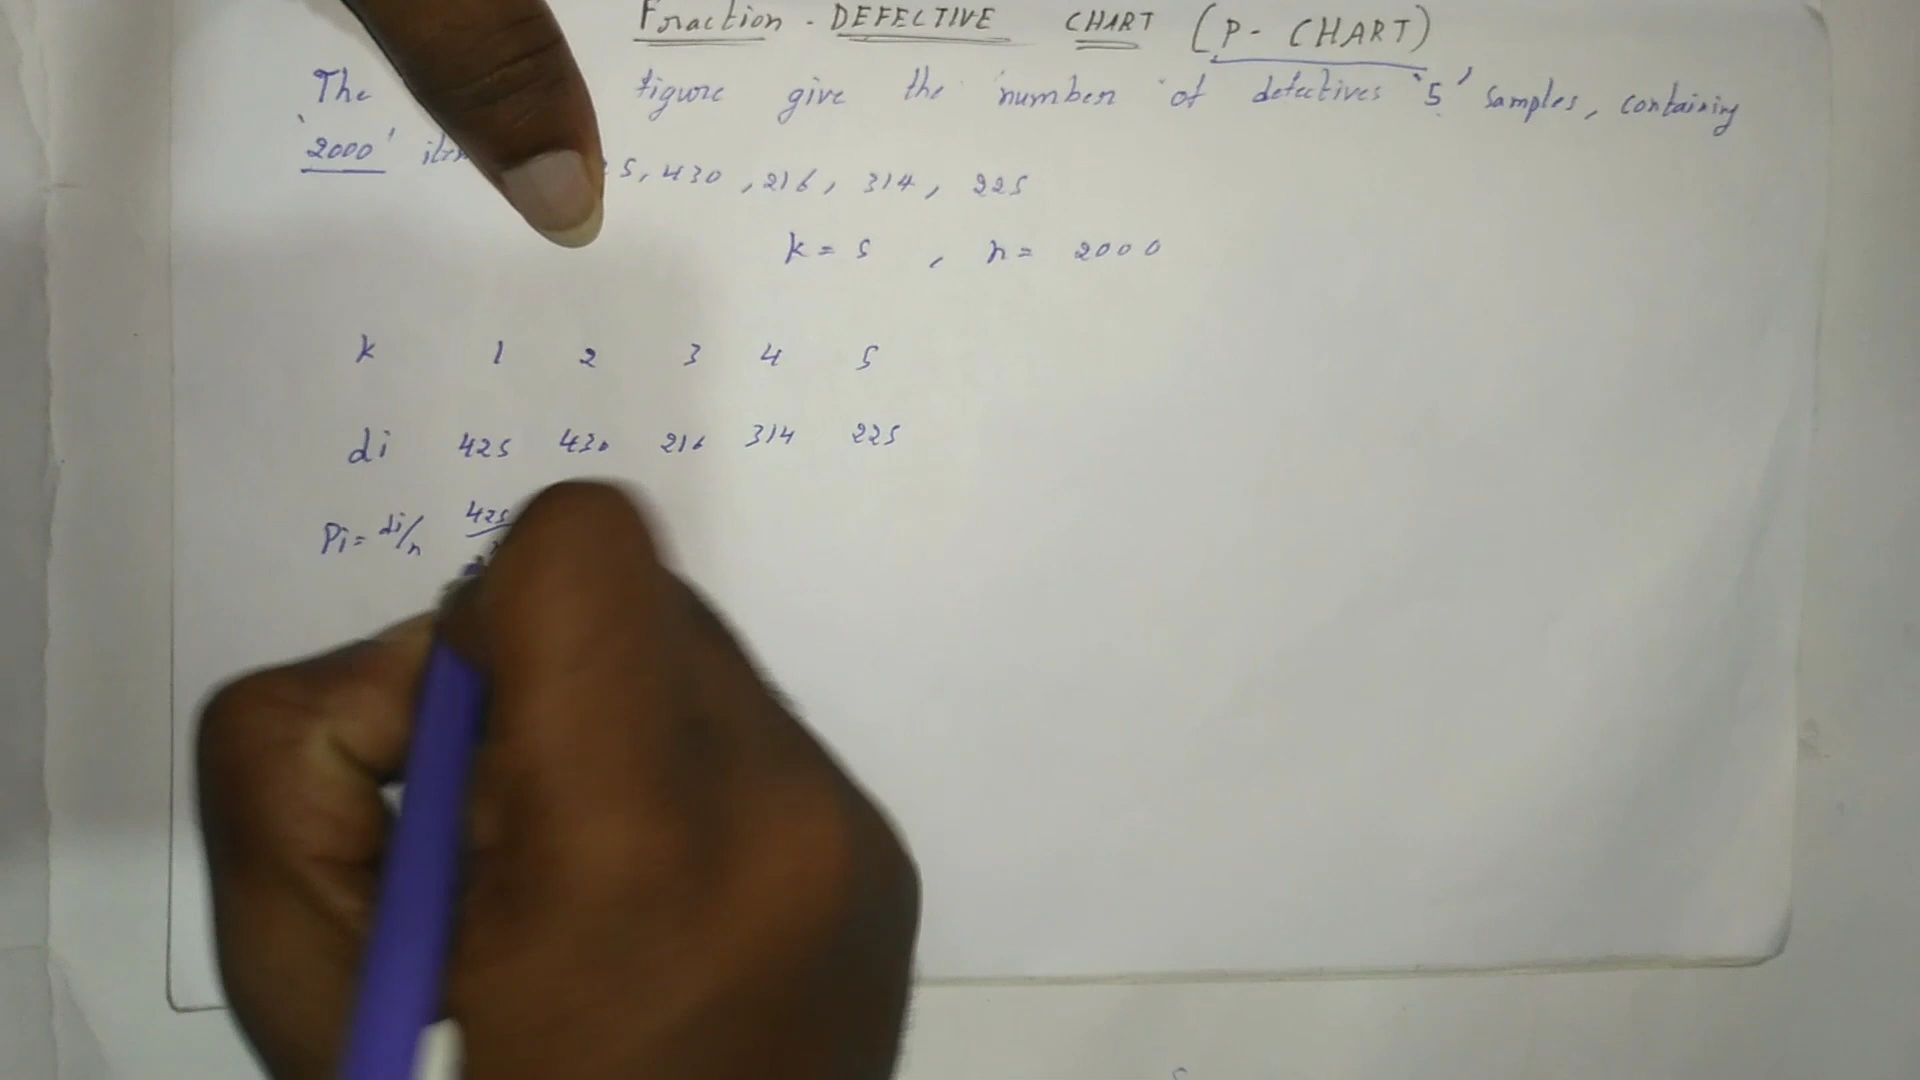 Fraction - DEFECTIVE CHART (P- CHART)
The figure give the number of defectives '5' samples, containing
'2000' 5, 430, 216, 314, 225
k = 5 , n = 2000
k 1 2 3 4 5
di 425 430 216 314 225
Pi = di/n 425